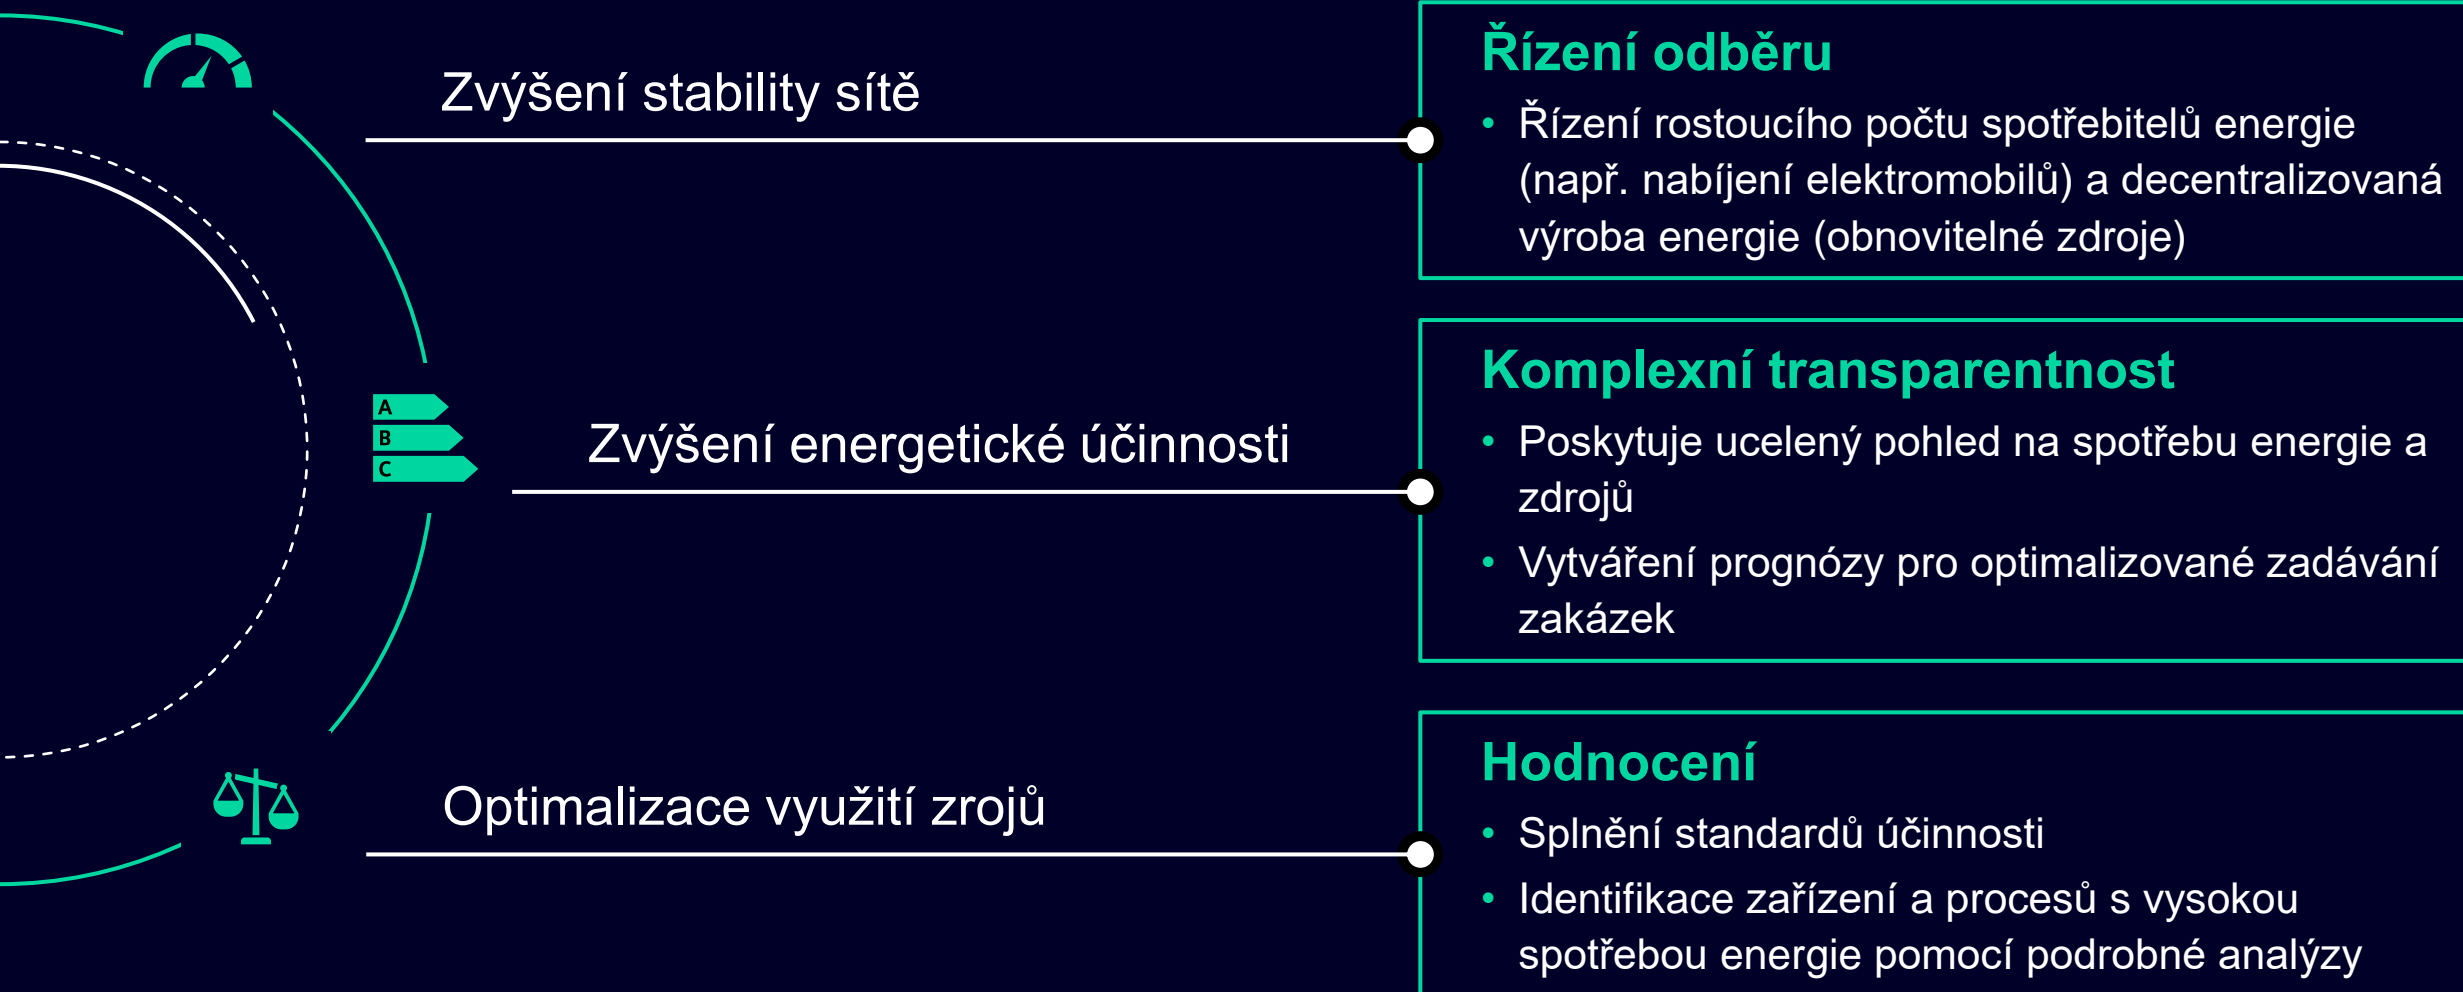 Zvýšení stability sítě
Řízení odběru
• Řízení rostoucího počtu spotřebitelů energie
(např. nabíjení elektromobilů) a decentralizovaná
výroba energie (obnovitelné zdroje)
A
B
C
Zvýšení energetické účinnosti
Komplexní transparentnost
• Poskytuje ucelený pohled na spotřebu energie a
zdrojů
• Vytváření prognózy pro optimalizované zadávání
zakázek
Optimalizace využití zrojů
Hodnocení
• Splnění standardů účinnosti
• Identifikace zařízení a procesů s vysokou
spotřebou energie pomocí podrobné analýzy